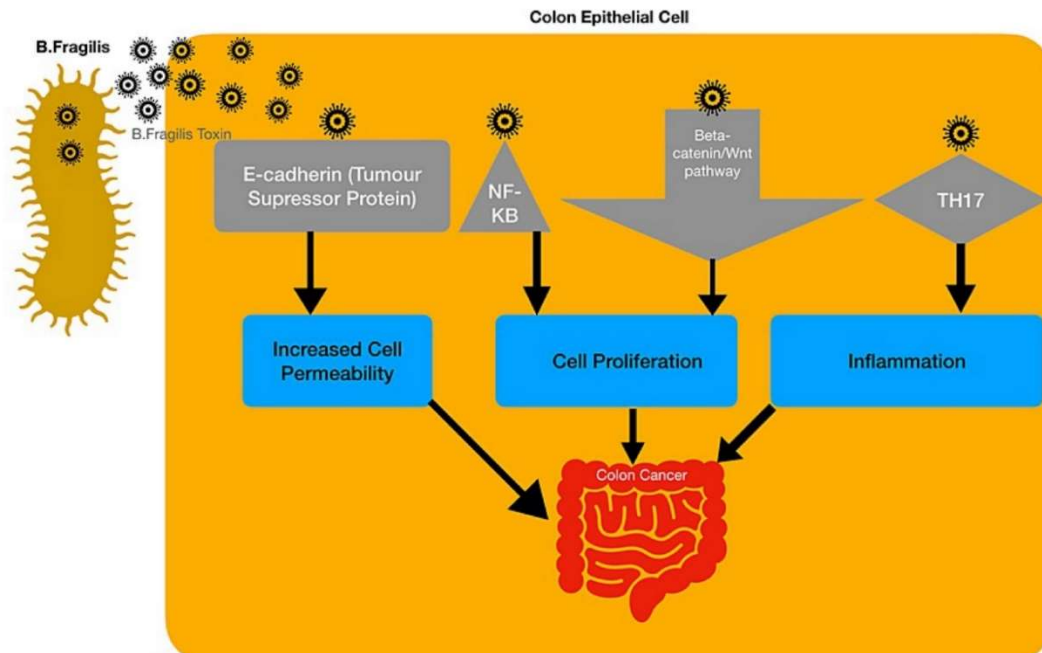 Colon Epithelial Cell
B.Fragilis
B.Fragilis Toxin
E-cadherin (Tumour
Supressor Protein)
NF-
KB
Beta-
catenin/Wnt
pathway
TH17
Increased Cell
Permeability
Cell Proliferation
Inflammation
Colon Cancer